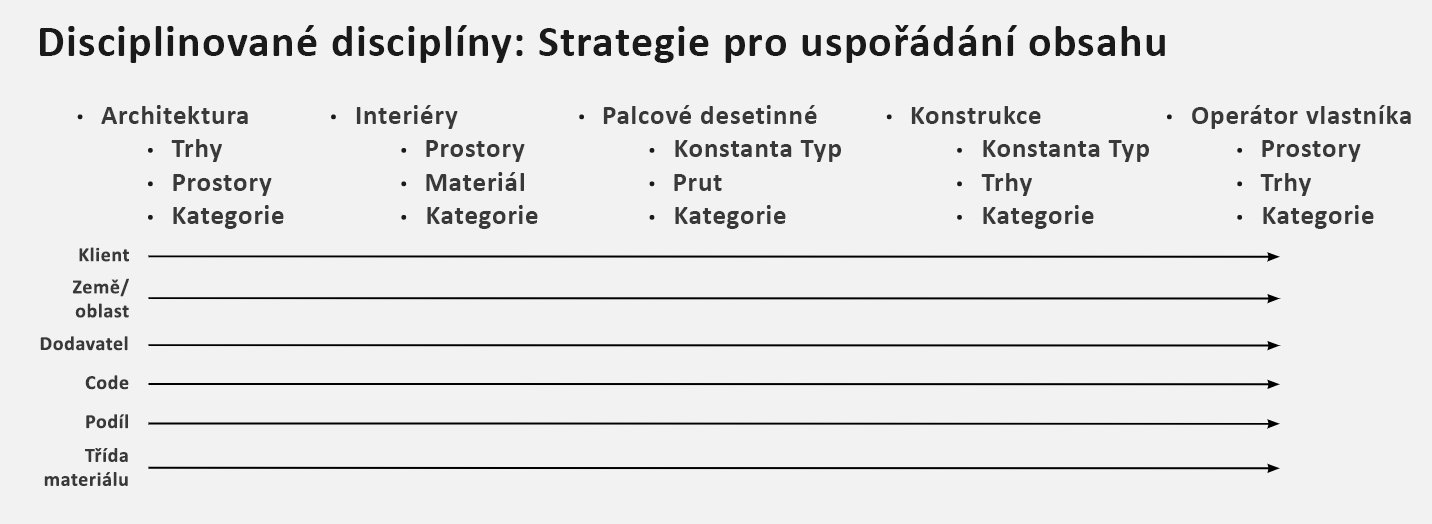 Disciplinované disciplíny: Strategie pro uspořádání obsahu
• Architektura
• Trhy
• Prostory
• Kategorie
• Interiéry
• Prostory
• Materiál
• Kategorie
• Palcové desetinné
• Konstanta Typ
• Prut
• Kategorie
• Konstrukce
• Konstanta Typ
• Trhy
• Kategorie
• Operátor vlastníka
• Prostory
• Trhy
• Kategorie
Klient
Země/
oblast
Dodavatel
Code
Podíl
Třída
materiálu